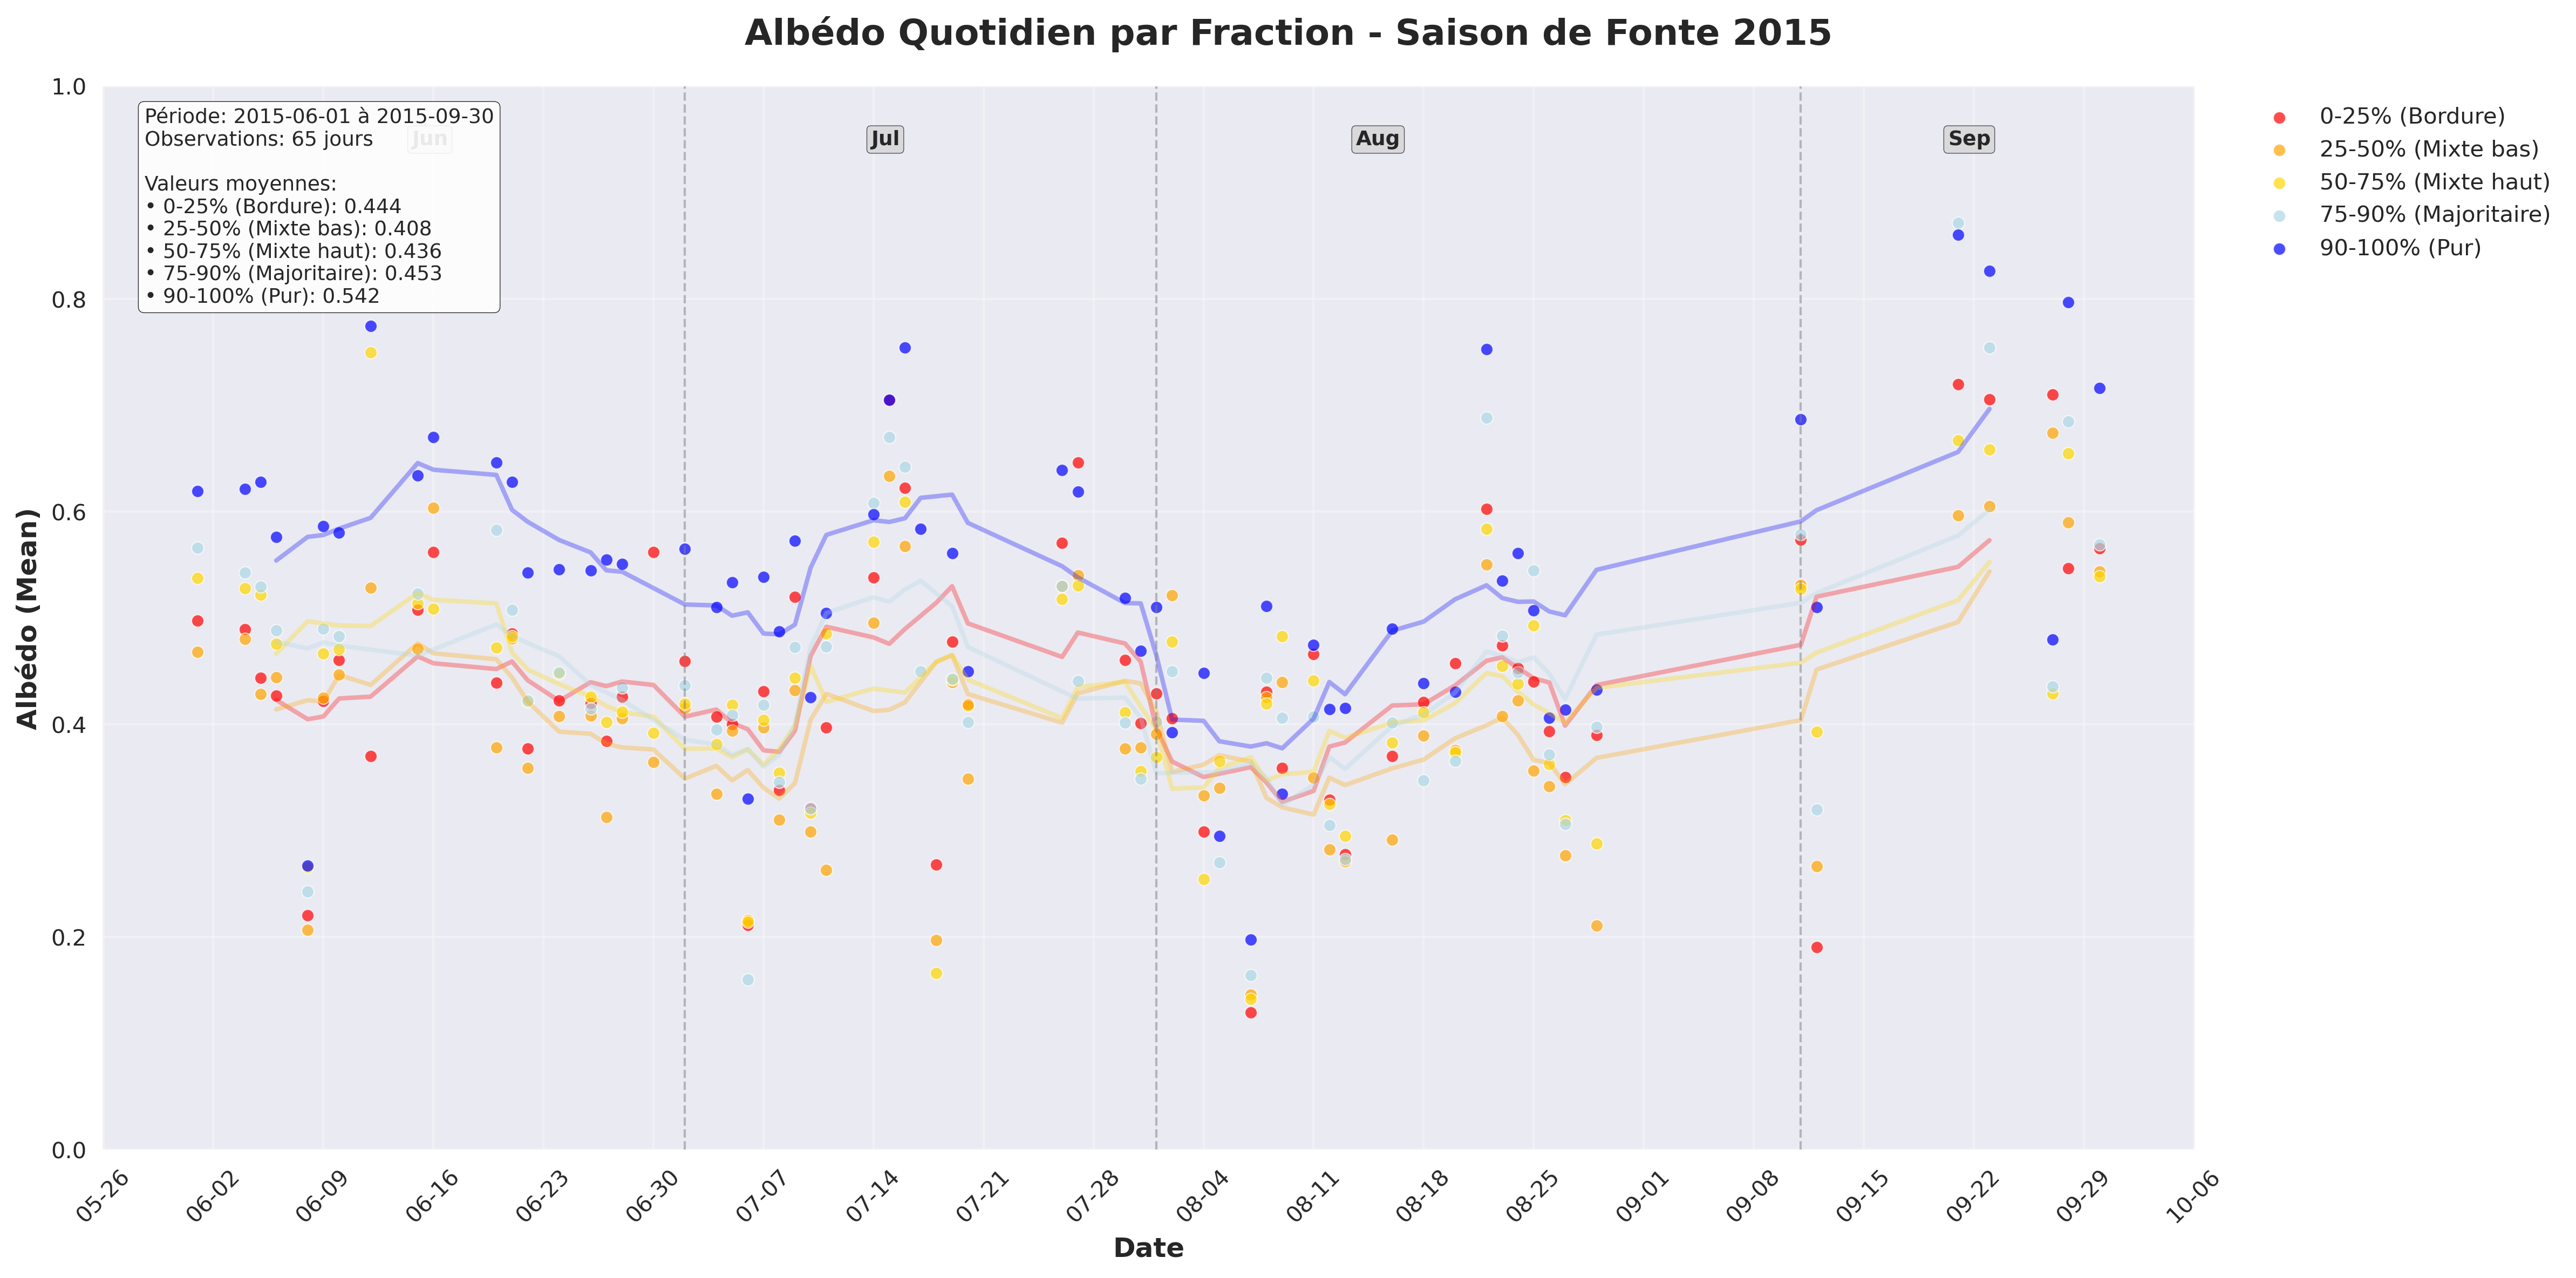 Albédo Quotidien par Fraction - Saison de Fonte 2015
Période: 2015-06-01 à 2015-09-30
Observations: 65 jours
Valeurs moyennes:
• 0-25% (Bordure): 0.444
• 25-50% (Mixte bas): 0.408
• 50-75% (Mixte haut): 0.436
• 75-90% (Majoritaire): 0.453
• 90-100% (Pur): 0.542
Jun
Jul
Aug
Sep
0-25% (Bordure)
25-50% (Mixte bas)
50-75% (Mixte haut)
75-90% (Majoritaire)
90-100% (Pur)
Albédo (Mean)
1.0
0.8
0.6
0.4
0.2
0.0
05-26
06-02
06-09
06-16
06-23
06-30
07-07
07-14
07-21
07-28
08-04
08-11
08-18
08-25
09-01
09-08
09-15
09-22
09-29
10-06
Date